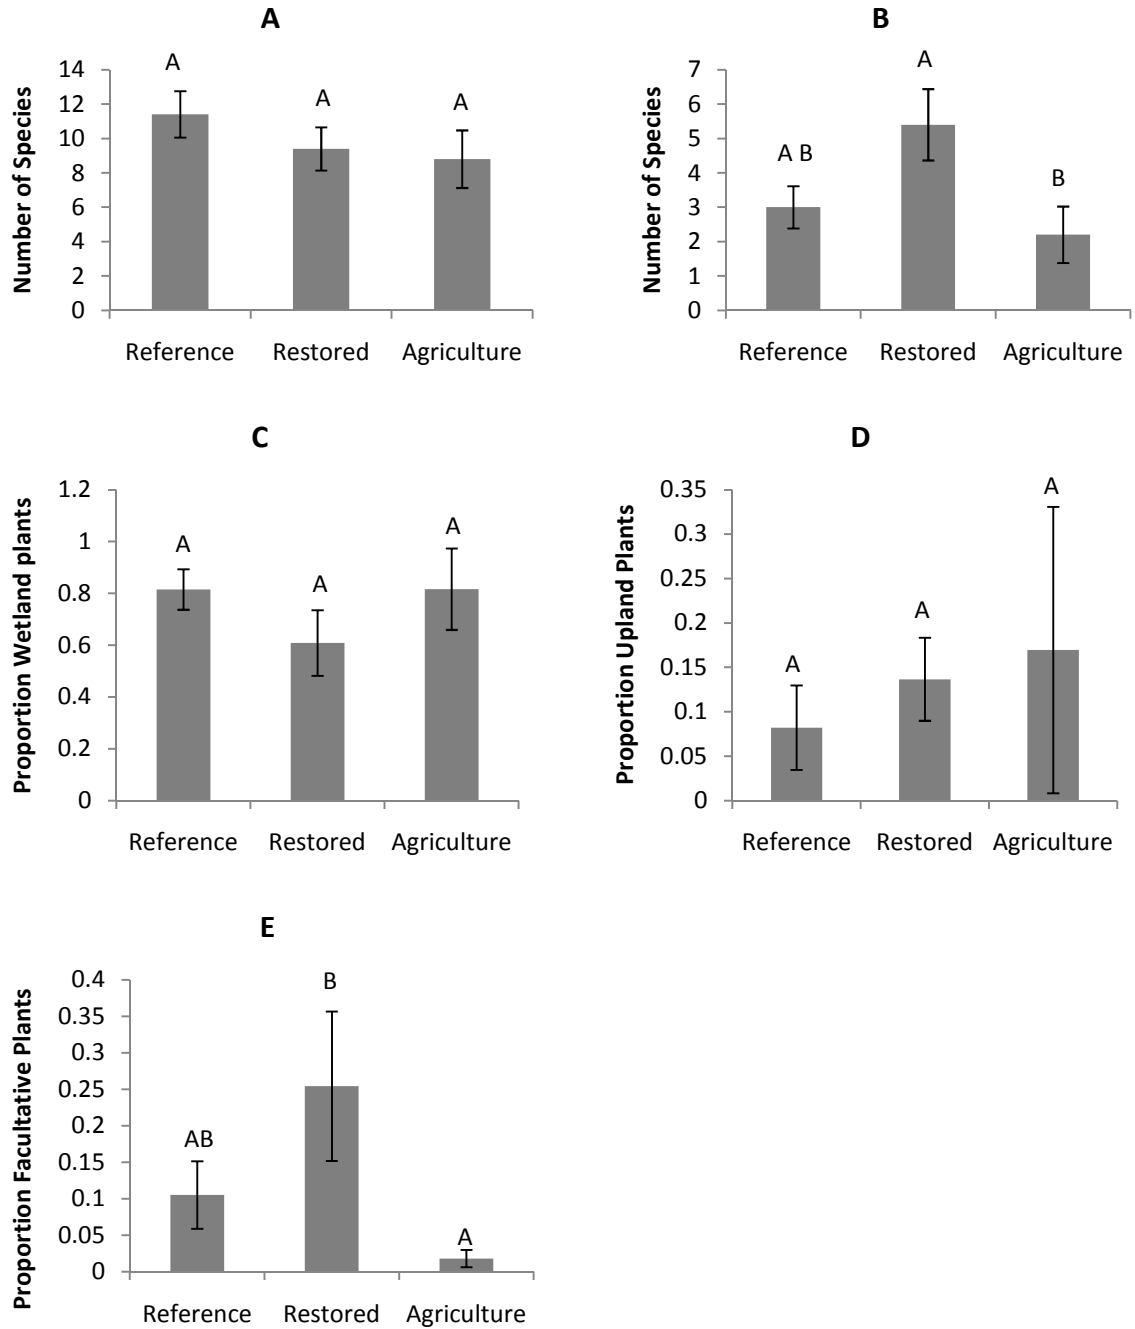 A
Number of Species
14
12
10
8
6
4
2
0
A
A
A
Reference Restored Agriculture
B
Number of Species
7
6
5
4
3
2
1
0
A B
A
B
Reference Restored Agriculture
C
Proportion Wetland plants
1.2
1
0.8
0.6
0.4
0.2
0
A
A
A
Reference Restored Agriculture
D
Proportion Upland Plants
0.35
0.3
0.25
0.2
0.15
0.1
0.05
0
A
A
A
Reference Restored Agriculture
E
Proportion Facultative Plants
0.4
0.35
0.3
0.25
0.2
0.15
0.1
0.05
0
AB
B
A
Reference Restored Agriculture